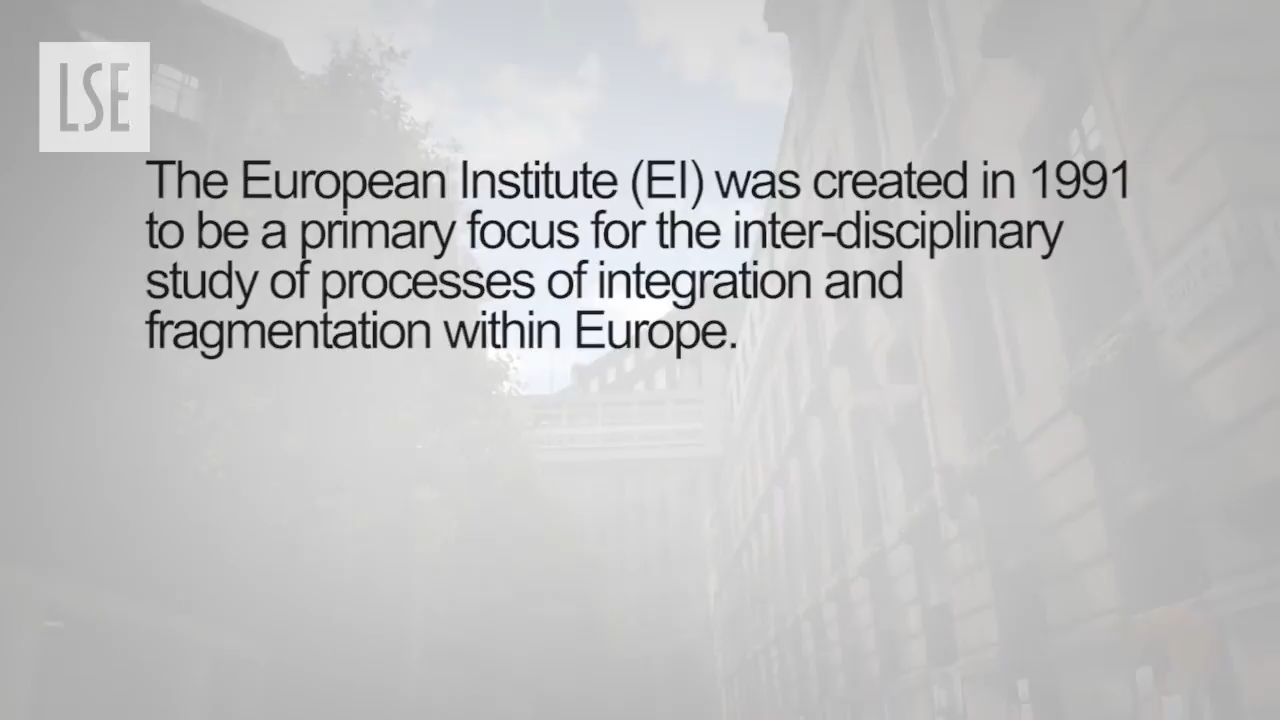 LSE
The European Institute (EI) was created in 1991
to be a primary focus for the inter-disciplinary
study of processes of integration and
fragmentation within Europe.